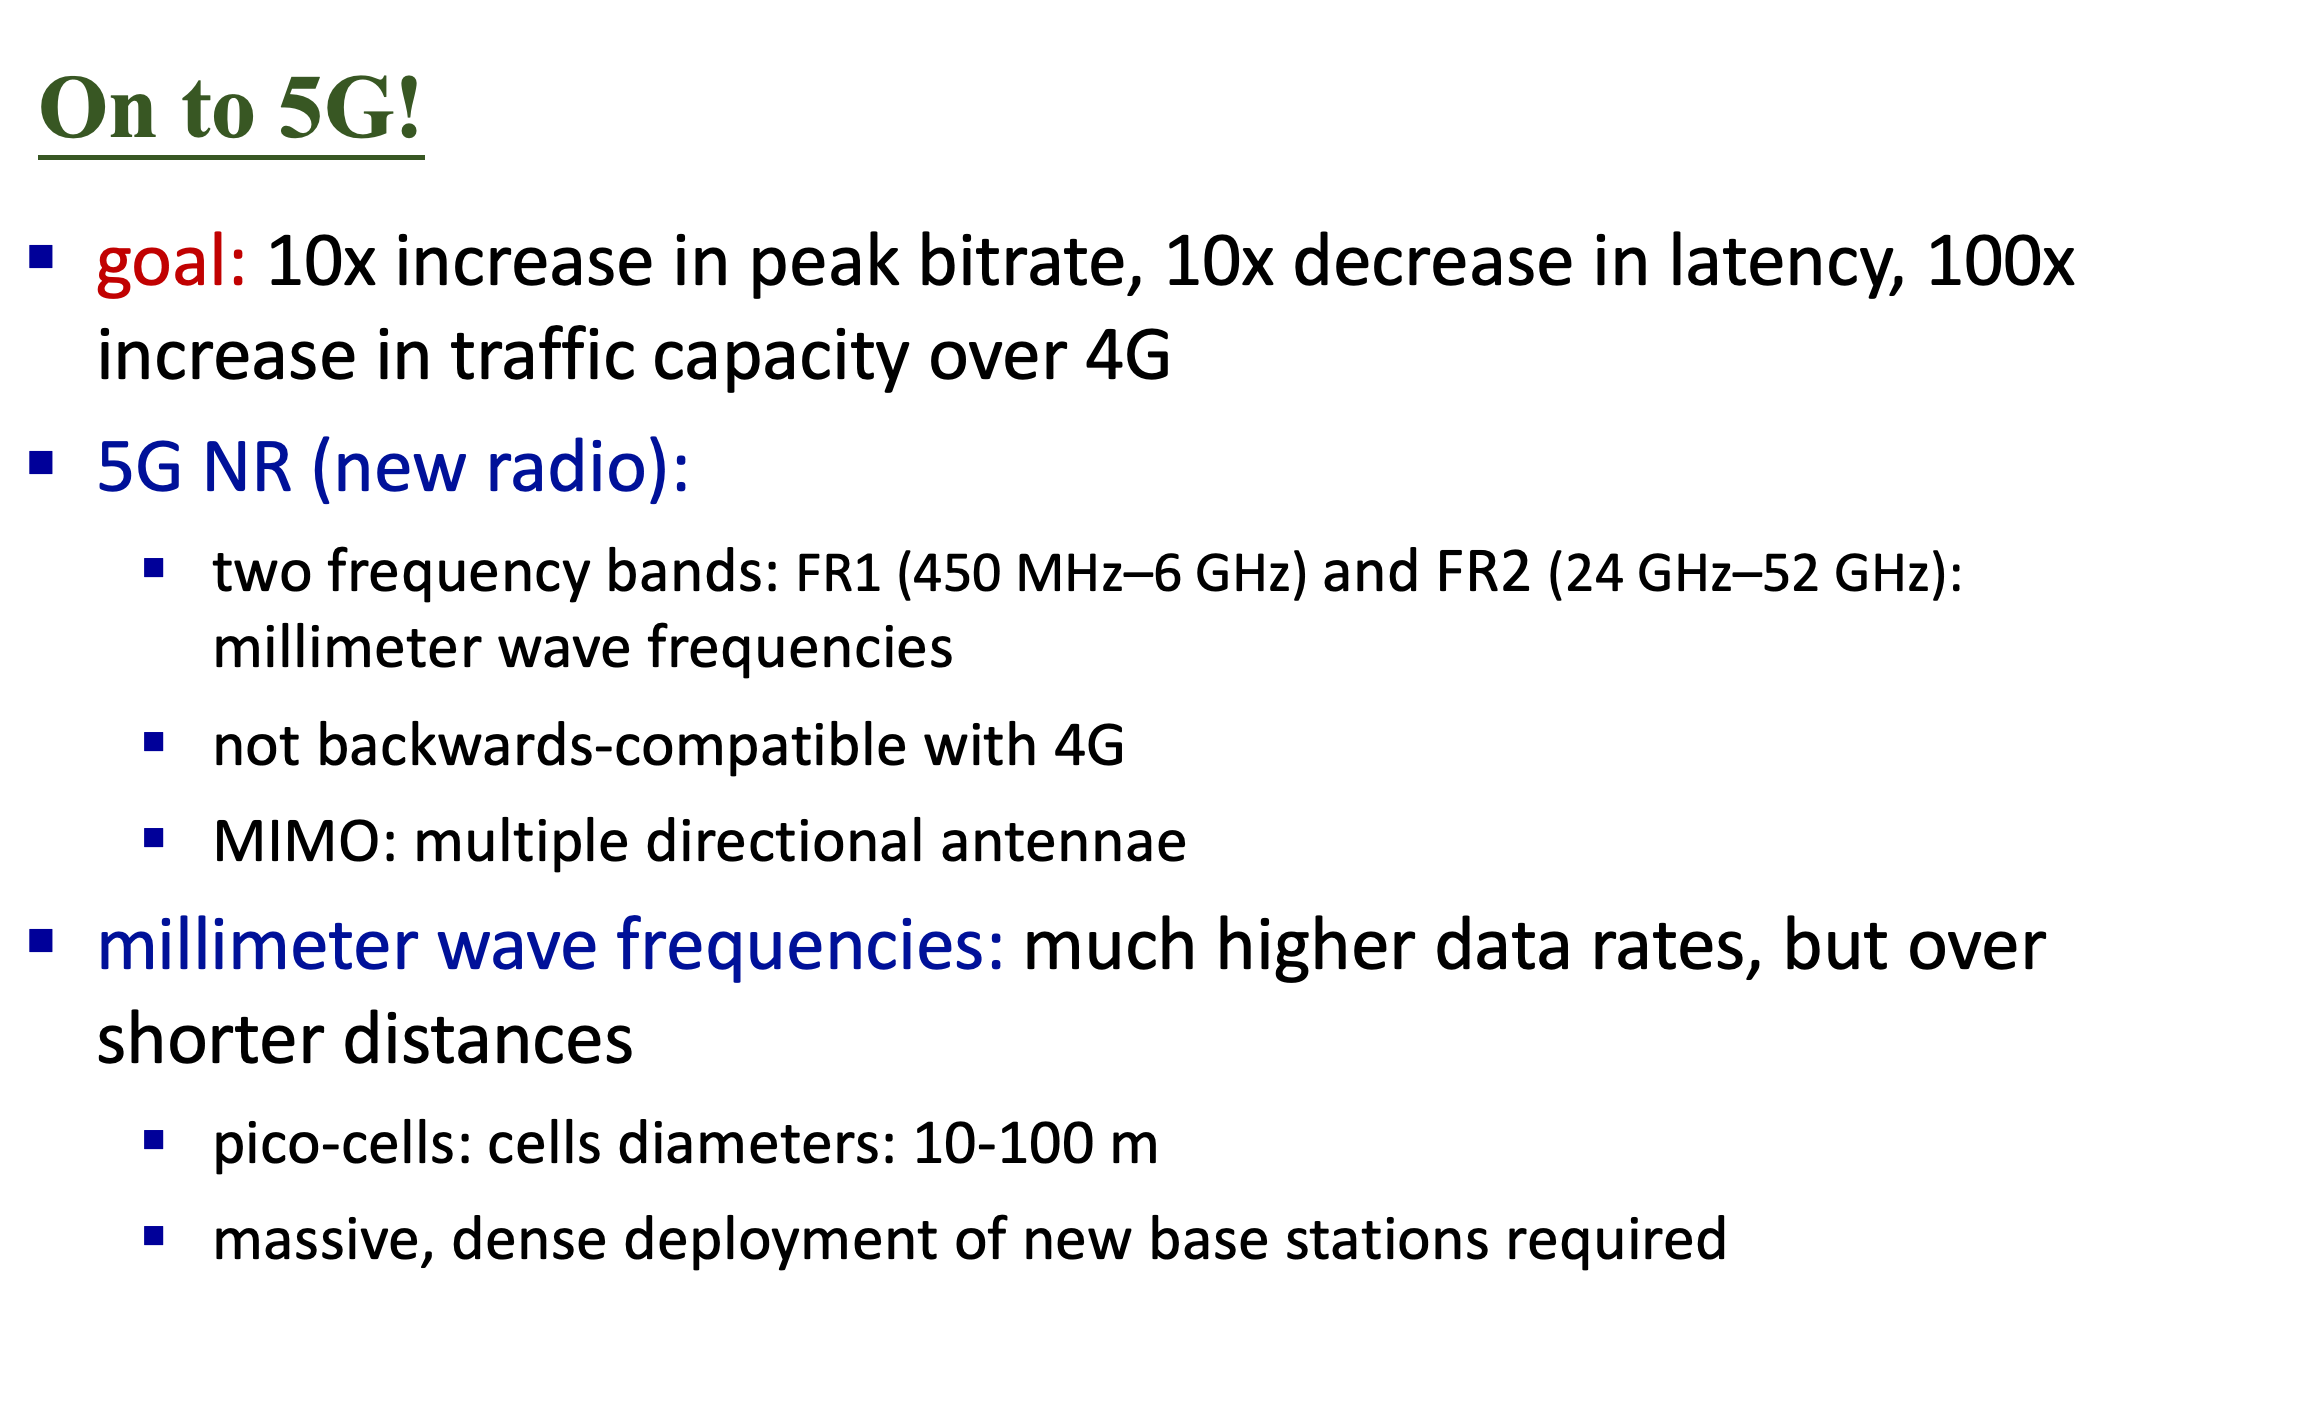 On to 5G!
▪ goal: 10x increase in peak bitrate, 10x decrease in latency, 100x
increase in traffic capacity over 4G
▪ 5G NR (new radio):
▪ two frequency bands: FR1 (450 MHz–6 GHz) and FR2 (24 GHz–52 GHz):
millimeter wave frequencies
▪ not backwards-compatible with 4G
▪ MIMO: multiple directional antennae
▪ millimeter wave frequencies: much higher data rates, but over
shorter distances
▪ pico-cells: cells diameters: 10-100 m
▪ massive, dense deployment of new base stations required